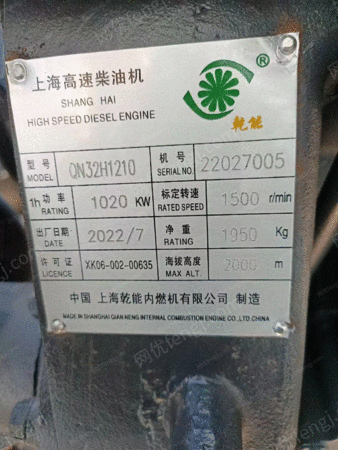 上海高速柴油机
SHANG HAI
HIGH SPEED DIESEL ENGINE
®
乾能
型号 MODEL QN32H1210 机号 SERIAL NO. 22027005
1h功率 RATING 1020 KW 标定转速 RATED SPEED 1500 r/min
出厂日期 DATE 2022/7 净重 RATING 1950 Kg
许可证 LICENCE XK06-002-00635 海拔高度 MAX ALT. 2000 m
中国 上海乾能内燃机有限公司 制造
MADE IN SHANGHAI QIAN NENG INTERNAL COMBUSTION ENGINE CO.,LTD.CHINA